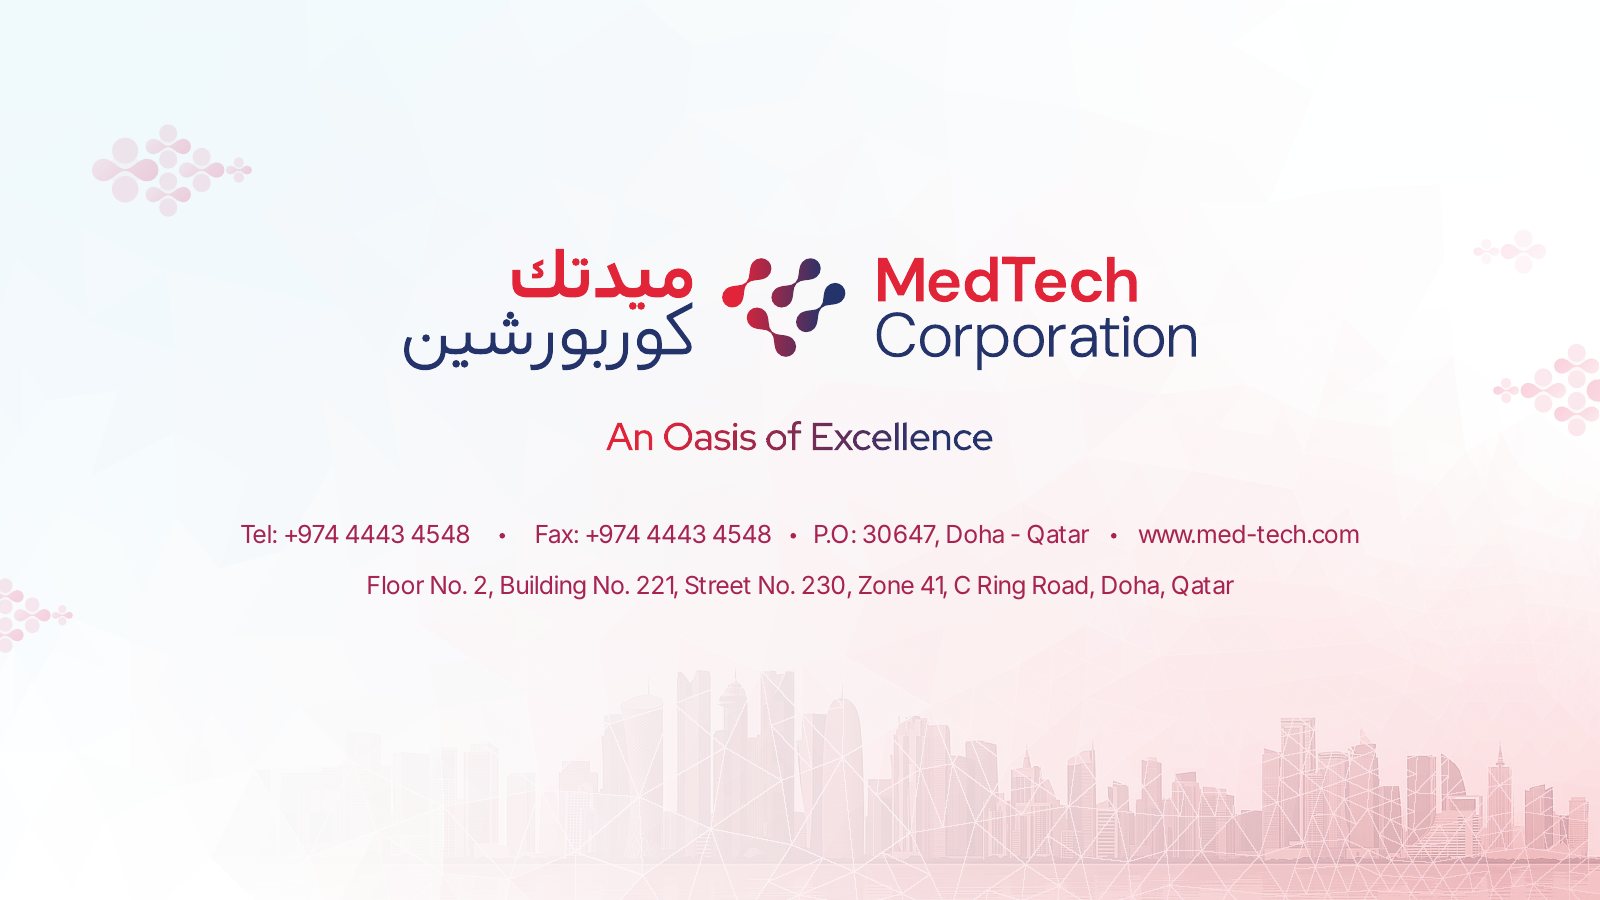 ميدتك
كوربورشين
MedTech
Corporation
An Oasis of Excellence
Tel: +974 4443 4548 • Fax: +974 4443 4548 • P.O: 30647, Doha - Qatar • www.med-tech.com
Floor No. 2, Building No. 221, Street No. 230, Zone 41, C Ring Road, Doha, Qatar